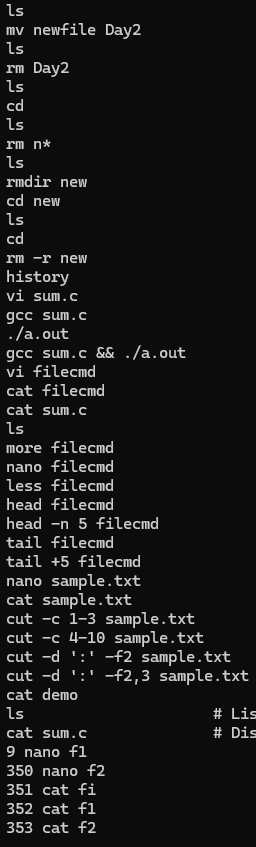 ls
mv newfile Day2
ls
rm Day2
ls
cd
ls
rm n*
ls
rmdir new
cd new
ls
cd
rm -r new
history
vi sum.c
gcc sum.c
./a.out
gcc sum.c && ./a.out
vi filecmd
cat filecmd
cat sum.c
ls
more filecmd
nano filecmd
less filecmd
head filecmd
head -n 5 filecmd
tail filecmd
tail +5 filecmd
nano sample.txt
cat sample.txt
cut -c 1-3 sample.txt
cut -c 4-10 sample.txt
cut -d ':' -f2 sample.txt
cut -d ':' -f2,3 sample.txt
cat demo
ls # Lis
cat sum.c # Dis
9 nano f1
350 nano f2
351 cat fi
352 cat f1
353 cat f2